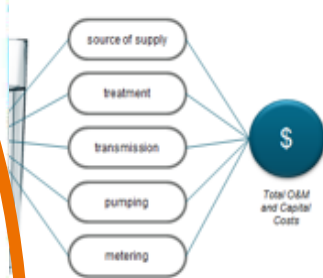 source of supply
treatment
transmission
pumping
metering
$
Total O&M
and Capital
Costs